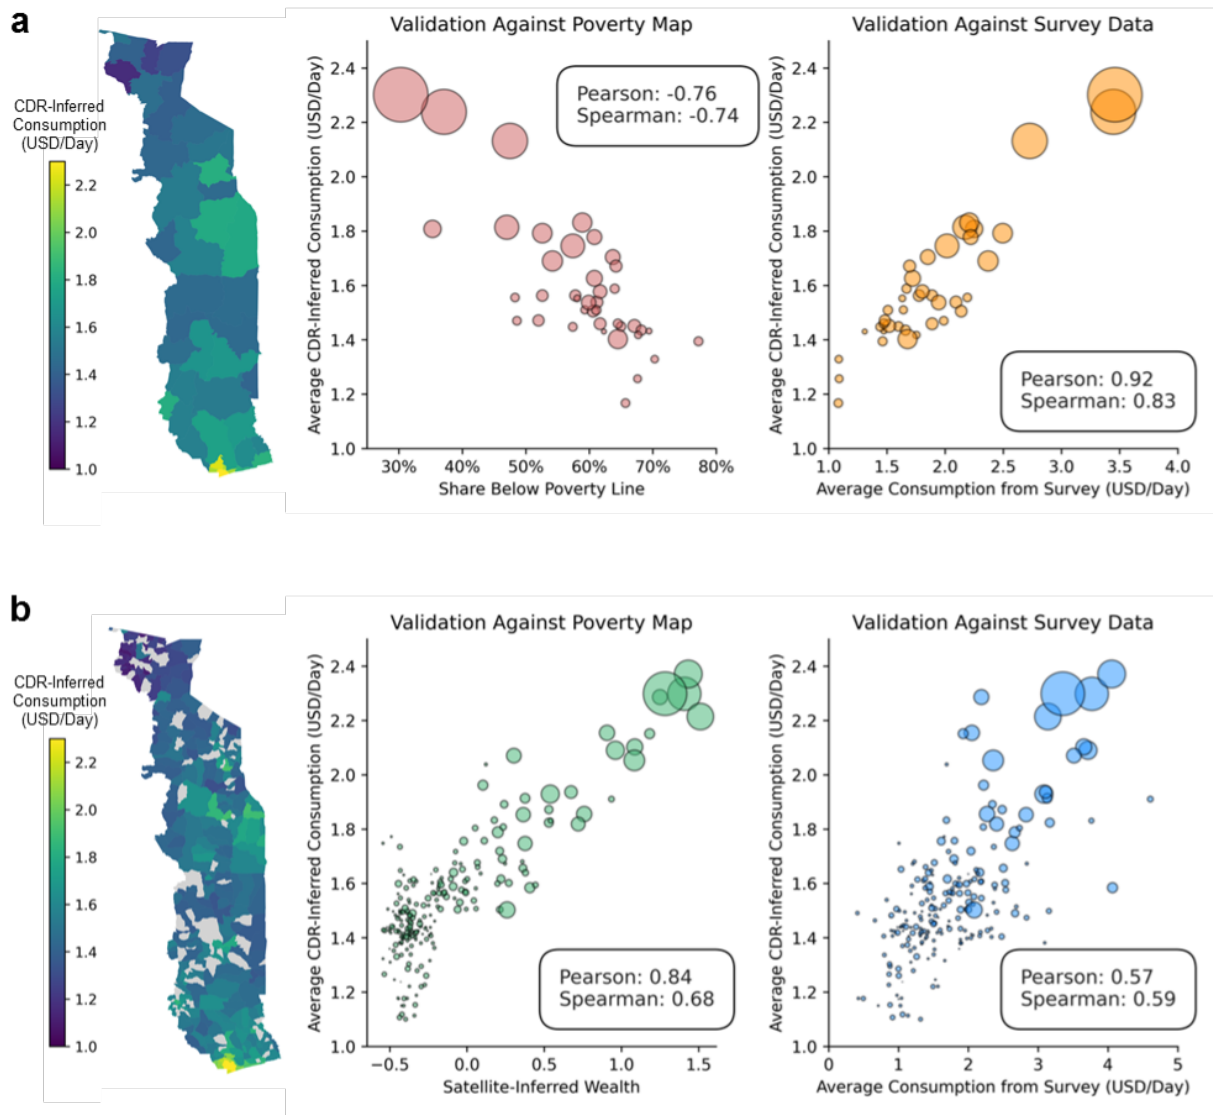 a
CDR-Inferred
Consumption
(USD/Day)
2.2
2.0
1.8
1.6
1.4
1.2
1.0
Validation Against Poverty Map
Average CDR-Inferred Consumption (USD/Day)
2.4
2.2
2.0
1.8
1.6
1.4
1.2
1.0
Pearson: -0.76
Spearman: -0.74
30% 40% 50% 60% 70% 80%
Share Below Poverty Line
Validation Against Survey Data
Average CDR-Inferred Consumption (USD/Day)
2.4
2.2
2.0
1.8
1.6
1.4
1.2
1.0
Pearson: 0.92
Spearman: 0.83
1.0 1.5 2.0 2.5 3.0 3.5 4.0
Average Consumption from Survey (USD/Day)
b
CDR-Inferred
Consumption
(USD/Day)
2.2
2.0
1.8
1.6
1.4
1.2
1.0
Validation Against Poverty Map
Average CDR-Inferred Consumption (USD/Day)
2.4
2.2
2.0
1.8
1.6
1.4
1.2
1.0
Pearson: 0.84
Spearman: 0.68
−0.5 0.0 0.5 1.0 1.5
Satellite-Inferred Wealth
Validation Against Survey Data
Average CDR-Inferred Consumption (USD/Day)
2.4
2.2
2.0
1.8
1.6
1.4
1.2
1.0
Pearson: 0.57
Spearman: 0.59
0 1 2 3 4 5
Average Consumption from Survey (USD/Day)